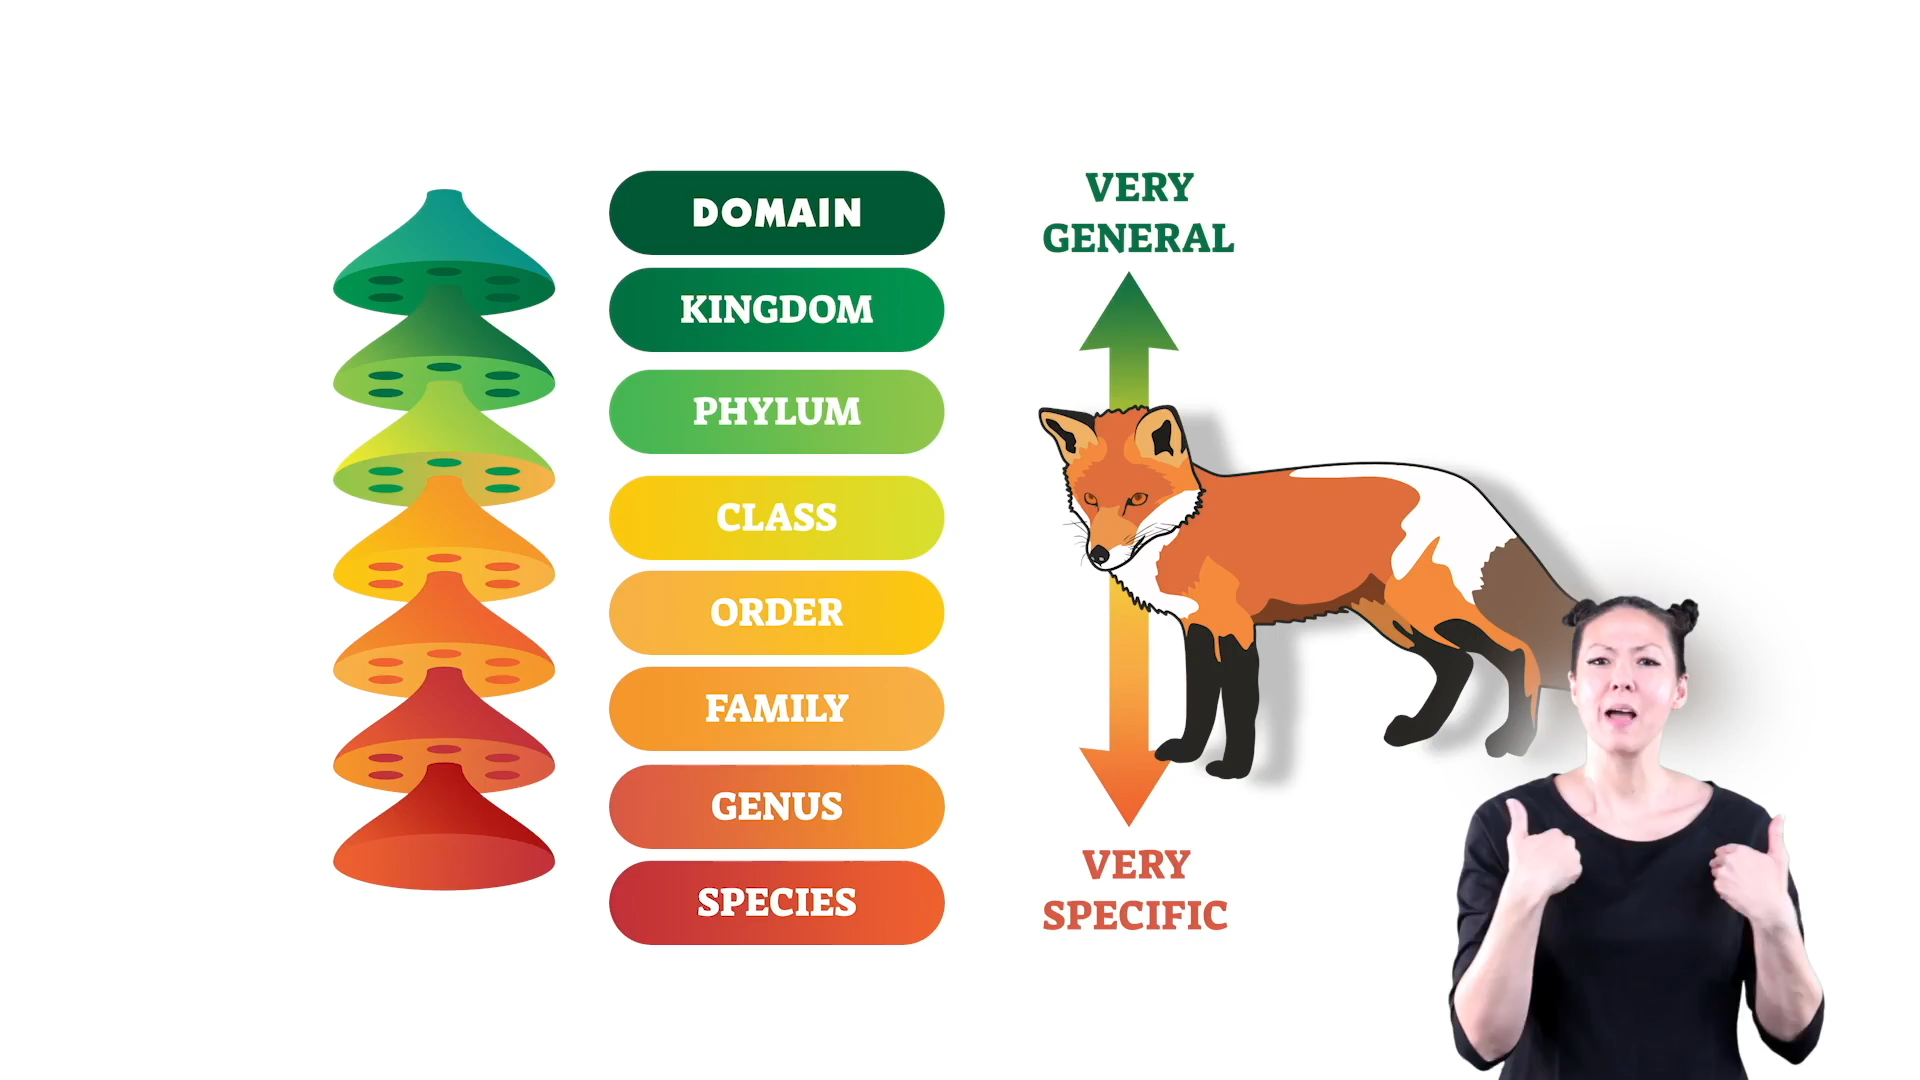 DOMAIN
KINGDOM
PHYLUM
CLASS
ORDER
FAMILY
GENUS
SPECIES
VERY
GENERAL
VERY
SPECIFIC